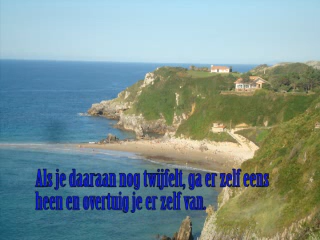 Als je daaraan nog twijfelt, ga er zelf eens
heen en overtuig je er zelf van.